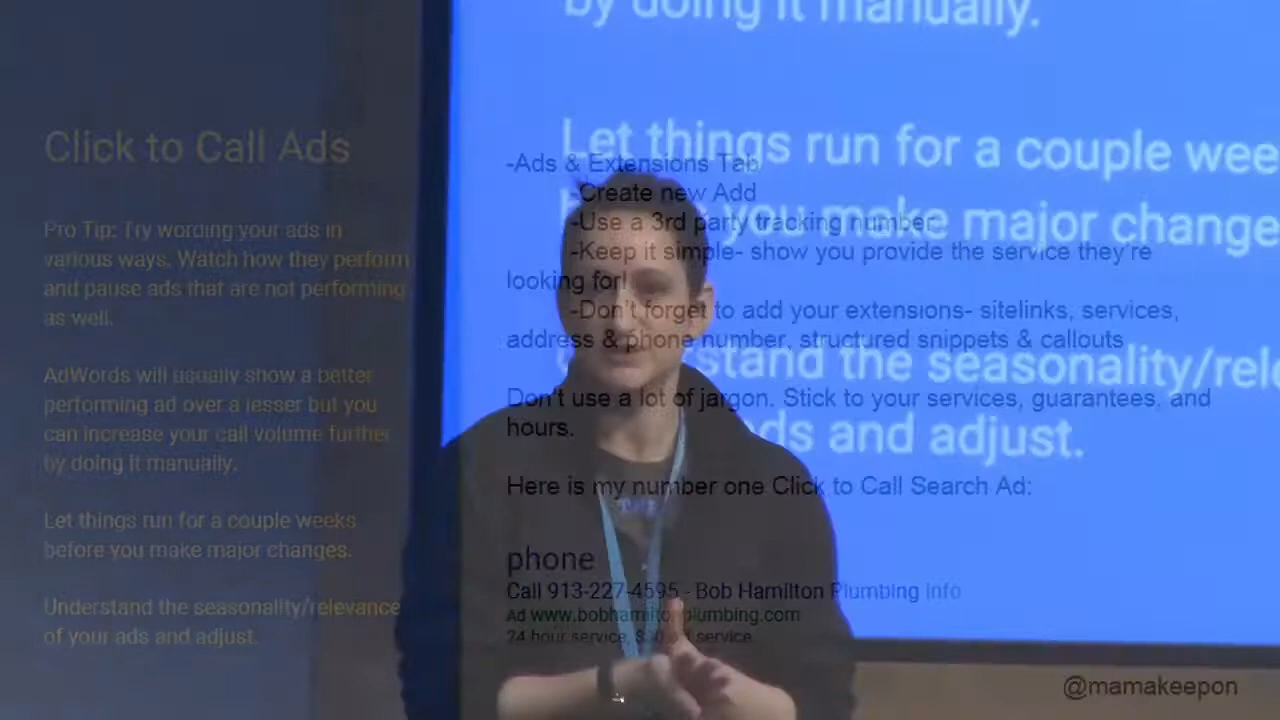 Click to Call Ads
Pro Tip: Try wording your ads in
various ways. Watch how they perform
and pause ads that are not performing
as well.
AdWords will usually show a better
performing ad over a lesser but you
can increase your call volume further
by doing it manually.
Let things run for a couple weeks
before you make major changes.
Understand the seasonality/relevance
of your ads and adjust.
-Ads & Extensions Tab
-Create new Add
-Use a 3rd party tracking number
-Keep it simple- show you provide the service they're
looking for!
-Don't forget to add your extensions- sitelinks, services,
address & phone number, structured snippets & callouts
Don't use a lot of jargon. Stick to your services, guarantees, and
hours.
Here is my number one Click to Call Search Ad:
phone
Call 913-227-4595 - Bob Hamilton Plumbing Info
Ad www.bobhamiltonplumbing.com
24 hour service, service
@mamakeepon
by doing it manually.
Let things run for a couple wee
you make major change
stand the seasonality/rele
ds and adjust.